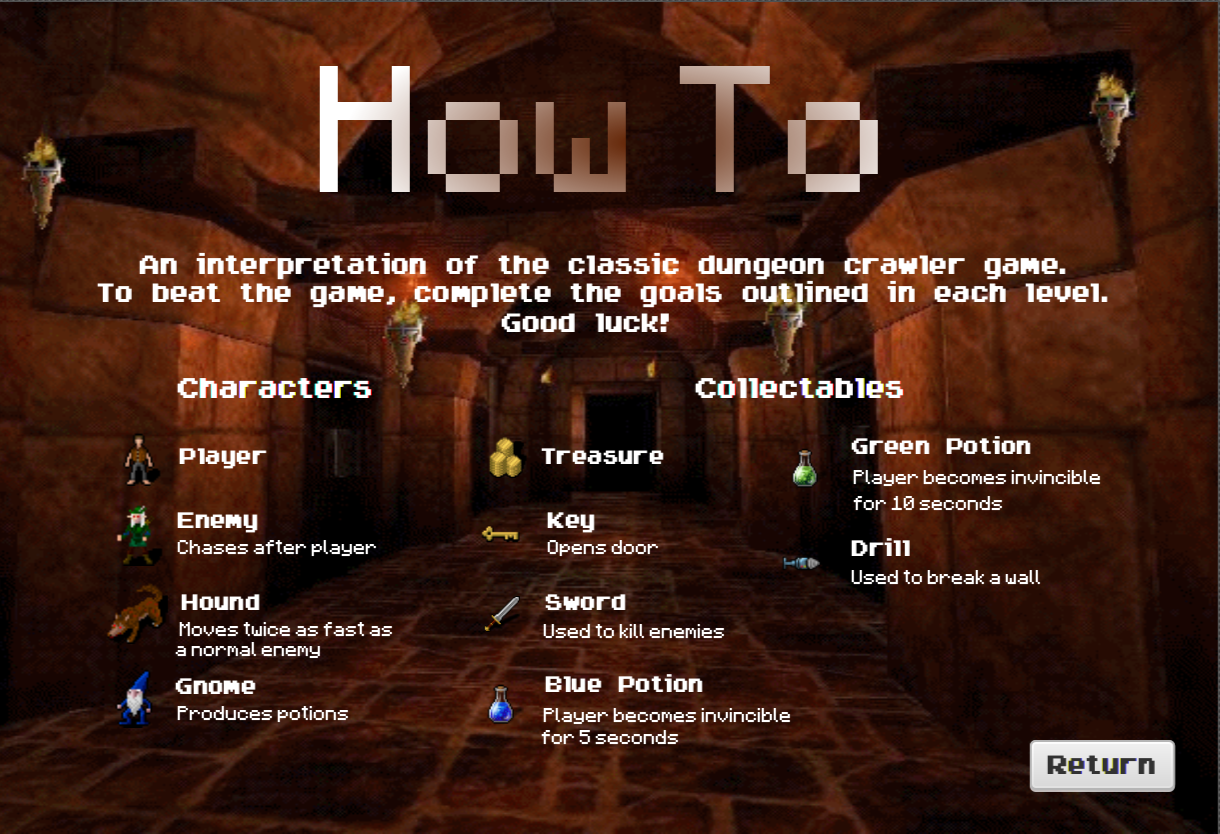 How To
An interpretation of the classic dungeon crawler game.
To beat the game, complete the goals outlined in each level.
Good luck!
Characters
Player
Enemy
Chases after player
Hound
Moves twice as fast as
a normal enemy
Gnome
Produces potions
Collectables
Treasure
Key
Opens door
Sword
Used to kill enemies
Blue Potion
Player becomes invincible
for 5 seconds
Green Potion
Player becomes invincible
for 10 seconds
Drill
Used to break a wall
Return